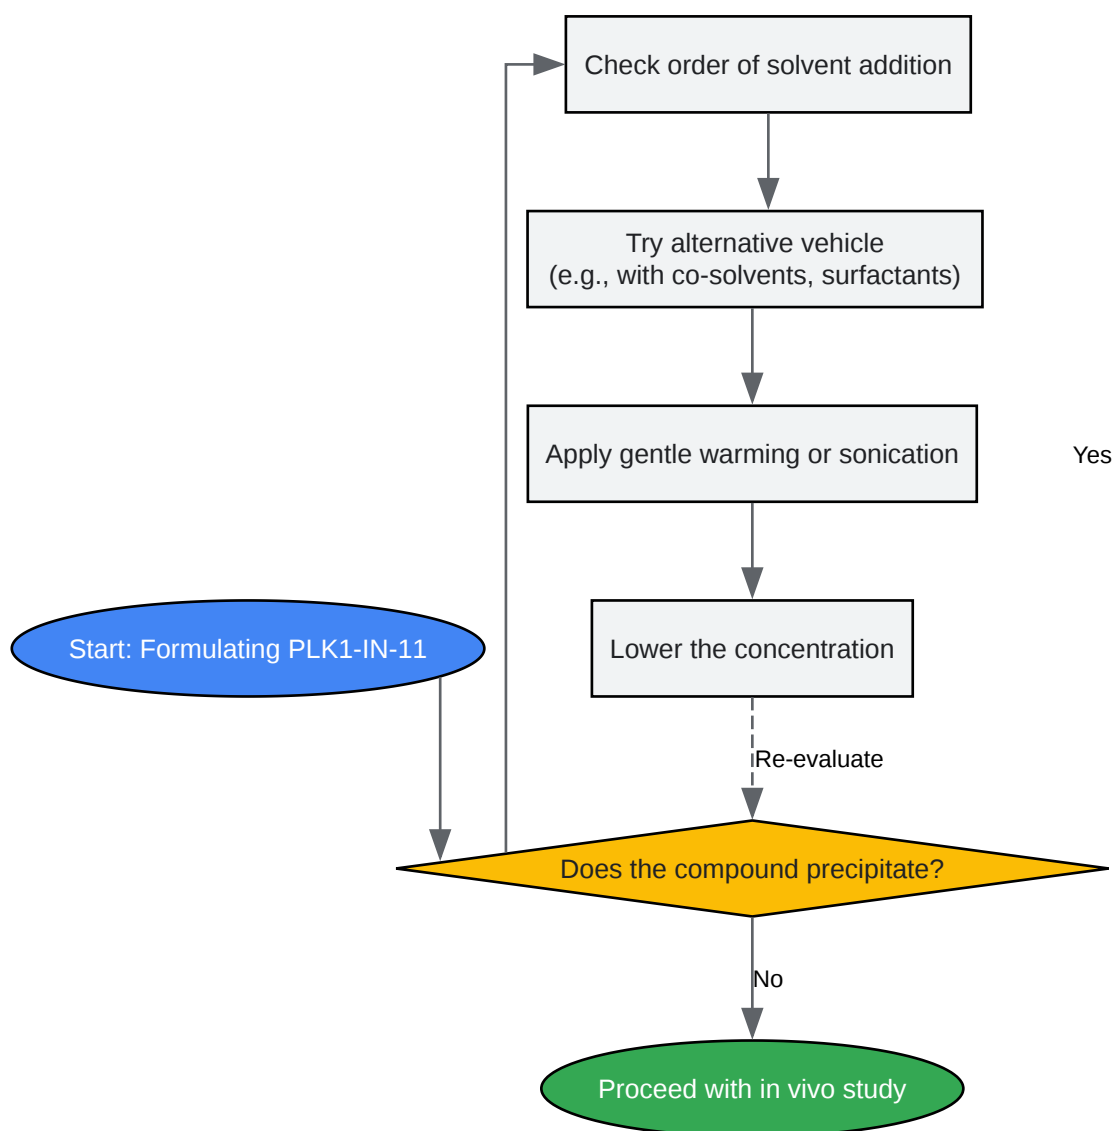 Check order of solvent addition
Try alternative vehicle
(e.g., with co-solvents, surfactants)
Apply gentle warming or sonication
Yes
Start: Formulating PLK1-IN-11
Lower the concentration
Re-evaluate
Does the compound precipitate?
No
Proceed with in vivo study